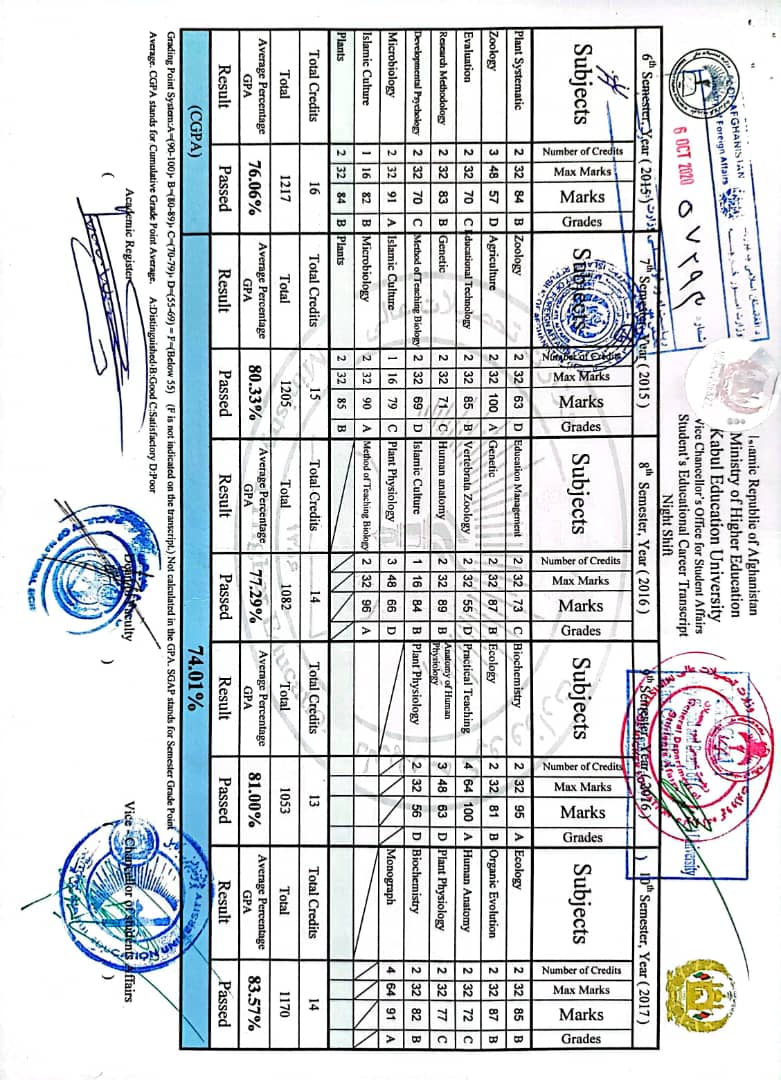 Islamic Republic of Afghanistan
Ministry of Higher Education
Kabul Education University
Vice Chancellor's Office for Student Affairs
Student's Educational Career Transcript
Night Shift
OF AFGHANISTAN
Foreign Affairs
6 OCT 2020
6th Semester, Year ( 2015 ) 7th Semester, Year ( 2015 ) 8th Semester, Year ( 2016 ) 9th Semester, Year ( 2016 ) 10th Semester, Year ( 2017 )
Subjects Number of Credits Max Marks Marks Grades Subjects Number of Credits Max Marks Marks Grades Subjects Number of Credits Max Marks Marks Grades Subjects Number of Credits Max Marks Marks Grades Subjects Number of Credits Max Marks Marks Grades
Plant Systematic 2 32 84 B Zoology 2 32 63 D Education Management 2 32 73 C Biochemistry 2 32 95 A Ecology 2 32 85 B
Zoology 3 48 57 D Agriculture 2 32 100 A Genetic 2 32 87 B Ecology 2 32 81 B Organic Evolution 2 32 87 B
Evaluation 2 32 70 C Educational Technology 2 32 85 B Vertebrata Zoology 2 32 55 D Practical Teaching 4 64 100 A Human Anatomy 2 32 72 C
Research Methodology 2 32 83 B Genetic 2 32 71 C Human anatomy 2 32 89 B Anatomy of Human Physiology 3 48 63 D Plant Physiology 2 32 77 C
Developmental Psychology 2 32 70 C Method of Teaching Biology 2 32 69 D Islamic Culture 1 16 84 B Plant Physiology 2 32 56 D Biochemistry 2 32 82 B
Microbiology 2 32 91 A Islamic Culture 1 16 79 C Plant Physiology 3 48 66 D Monograph 4 64 91 A
Islamic Culture 1 16 82 B Microbiology 2 32 90 A Method of Teaching Biology 2 32 96 A
Plants 2 32 84 B Plants 2 32 85 B
Total Credits 16 Total Credits 15 Total Credits 14 Total Credits 13 Total Credits 14
Total 1217 Total 1205 Total 1082 Total 1053 Total 1170
Average Percentage GPA 76.06% Average Percentage GPA 80.33% Average Percentage GPA 77.29% Average Percentage GPA 81.00% Average Percentage GPA 83.57%
Result Passed Result Passed Result Passed Result Passed Result Passed
(CGPA) 74.01%
Grading Point System:A=(90-100)، B=(80-89)، C=(70-79)، D=(55-69) = F=(Below 55) (F is not indicated on the transcript.) Not calculated in the GPA. SGAP stands for Semester Grade Point
Average. CGPA stands for Cumulative Grade Point Average. A:Distinguished/B:Good C:Satisfactory D:Poor
( Academic Register ) Faculty ) Vice - Chancellor of students Affairs )